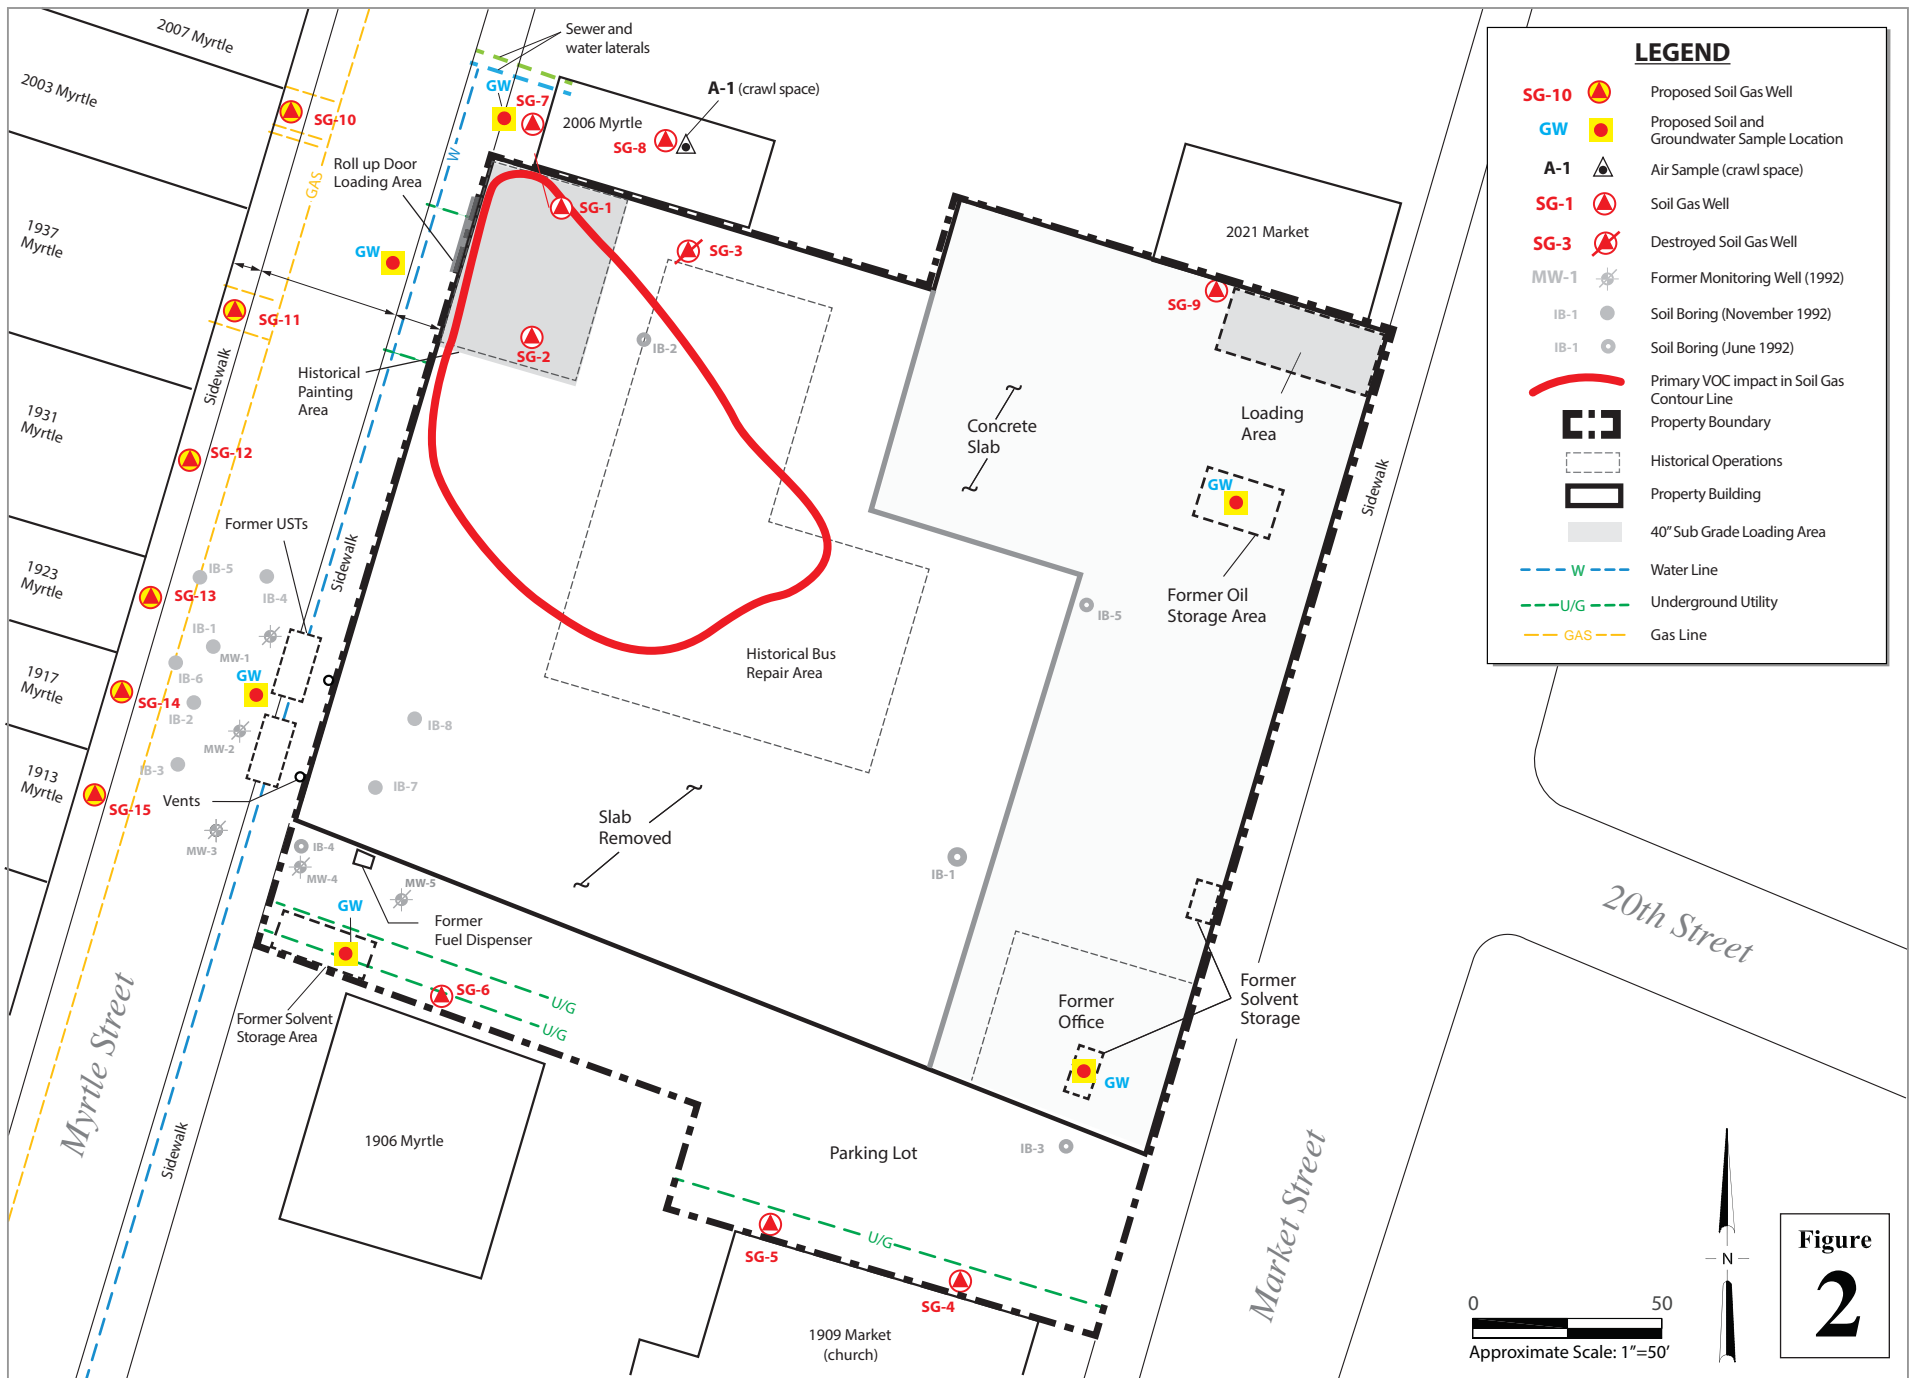 2007 Myrtle
2003 Myrtle
1937
Myrtle
1931
Myrtle
1923
Myrtle
1917
Myrtle
1913
Myrtle
SG-10
SG-11
SG-12
SG-13
SG-14
SG-15
GAS
W
Sidewalk
Sidewalk
Sidewalk
Sidewalk
Myrtle Street
Sewer and
water laterals
GW
SG-7
2006 Myrtle
SG-8
A-1 (crawl space)
Roll up Door
Loading Area
GW
SG-1
SG-3
SG-2
IB-2
Historical
Painting
Area
Former USTs
IB-5
IB-4
IB-1
MW-1
IB-6
GW
IB-2
MW-2
IB-3
Vents
MW-3
IB-8
IB-7
IB-4
MW-4
MW-5
GW
Former
Fuel Dispenser
SG-6
U/G
U/G
Former Solvent
Storage Area
1906 Myrtle
Historical Bus
Repair Area
Slab
Removed
Concrete
Slab
2021 Market
SG-9
Loading
Area
GW
Former Oil
Storage Area
IB-5
IB-1
Former
Office
GW
Former
Solvent
Storage
IB-3
Parking Lot
U/G
SG-5
SG-4
1909 Market
(church)
Market Street
20th Street
LEGEND
SG-10 Proposed Soil Gas Well
GW Proposed Soil and
Groundwater Sample Location
A-1 Air Sample (crawl space)
SG-1 Soil Gas Well
SG-3 Destroyed Soil Gas Well
MW-1 Former Monitoring Well (1992)
IB-1 Soil Boring (November 1992)
IB-1 Soil Boring (June 1992)
Primary VOC impact in Soil Gas
Contour Line
Property Boundary
Historical Operations
Property Building
40" Sub Grade Loading Area
W Water Line
U/G Underground Utility
GAS Gas Line
N
0 50
Approximate Scale: 1"=50'
Figure
2